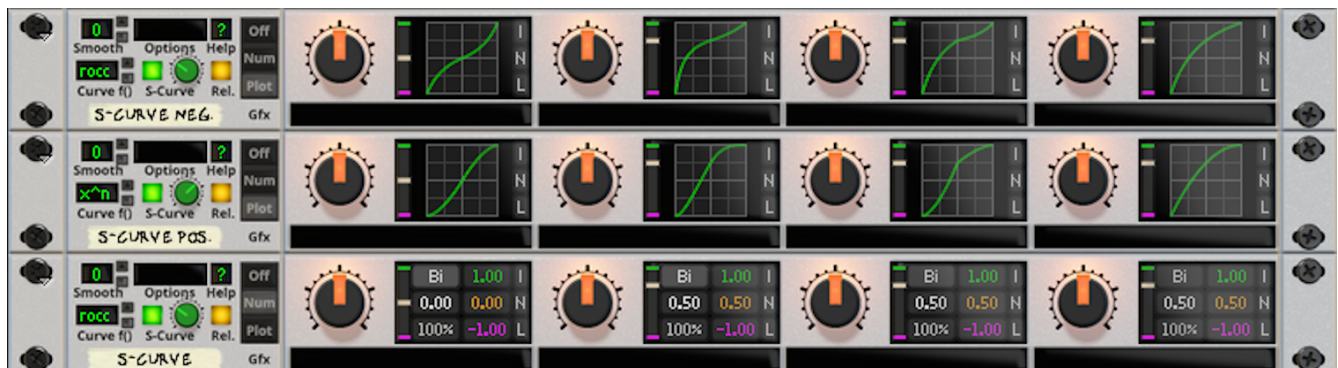 0 ? Off
Smooth Options Help
Num
rocc
Curve f() S-Curve Rel. Plot
S-CURVE NEG. Gfx
I N L I N L I N L I N L
0 ? Off
Smooth Options Help
Num
x^n
Curve f() S-Curve Rel. Plot
S-CURVE POS. Gfx
I N L I N L I N L I N L
0 ? Off
Smooth Options Help
Num
rocc
Curve f() S-Curve Rel. Plot
S-CURVE Gfx
Bi 1.00 I Bi 1.00 I Bi 1.00 I Bi 1.00 I
0.00 0.00 N 0.50 0.50 N 0.50 0.50 N 0.50 0.50 N
100% -1.00 L 100% -1.00 L 100% -1.00 L 100% -1.00 L